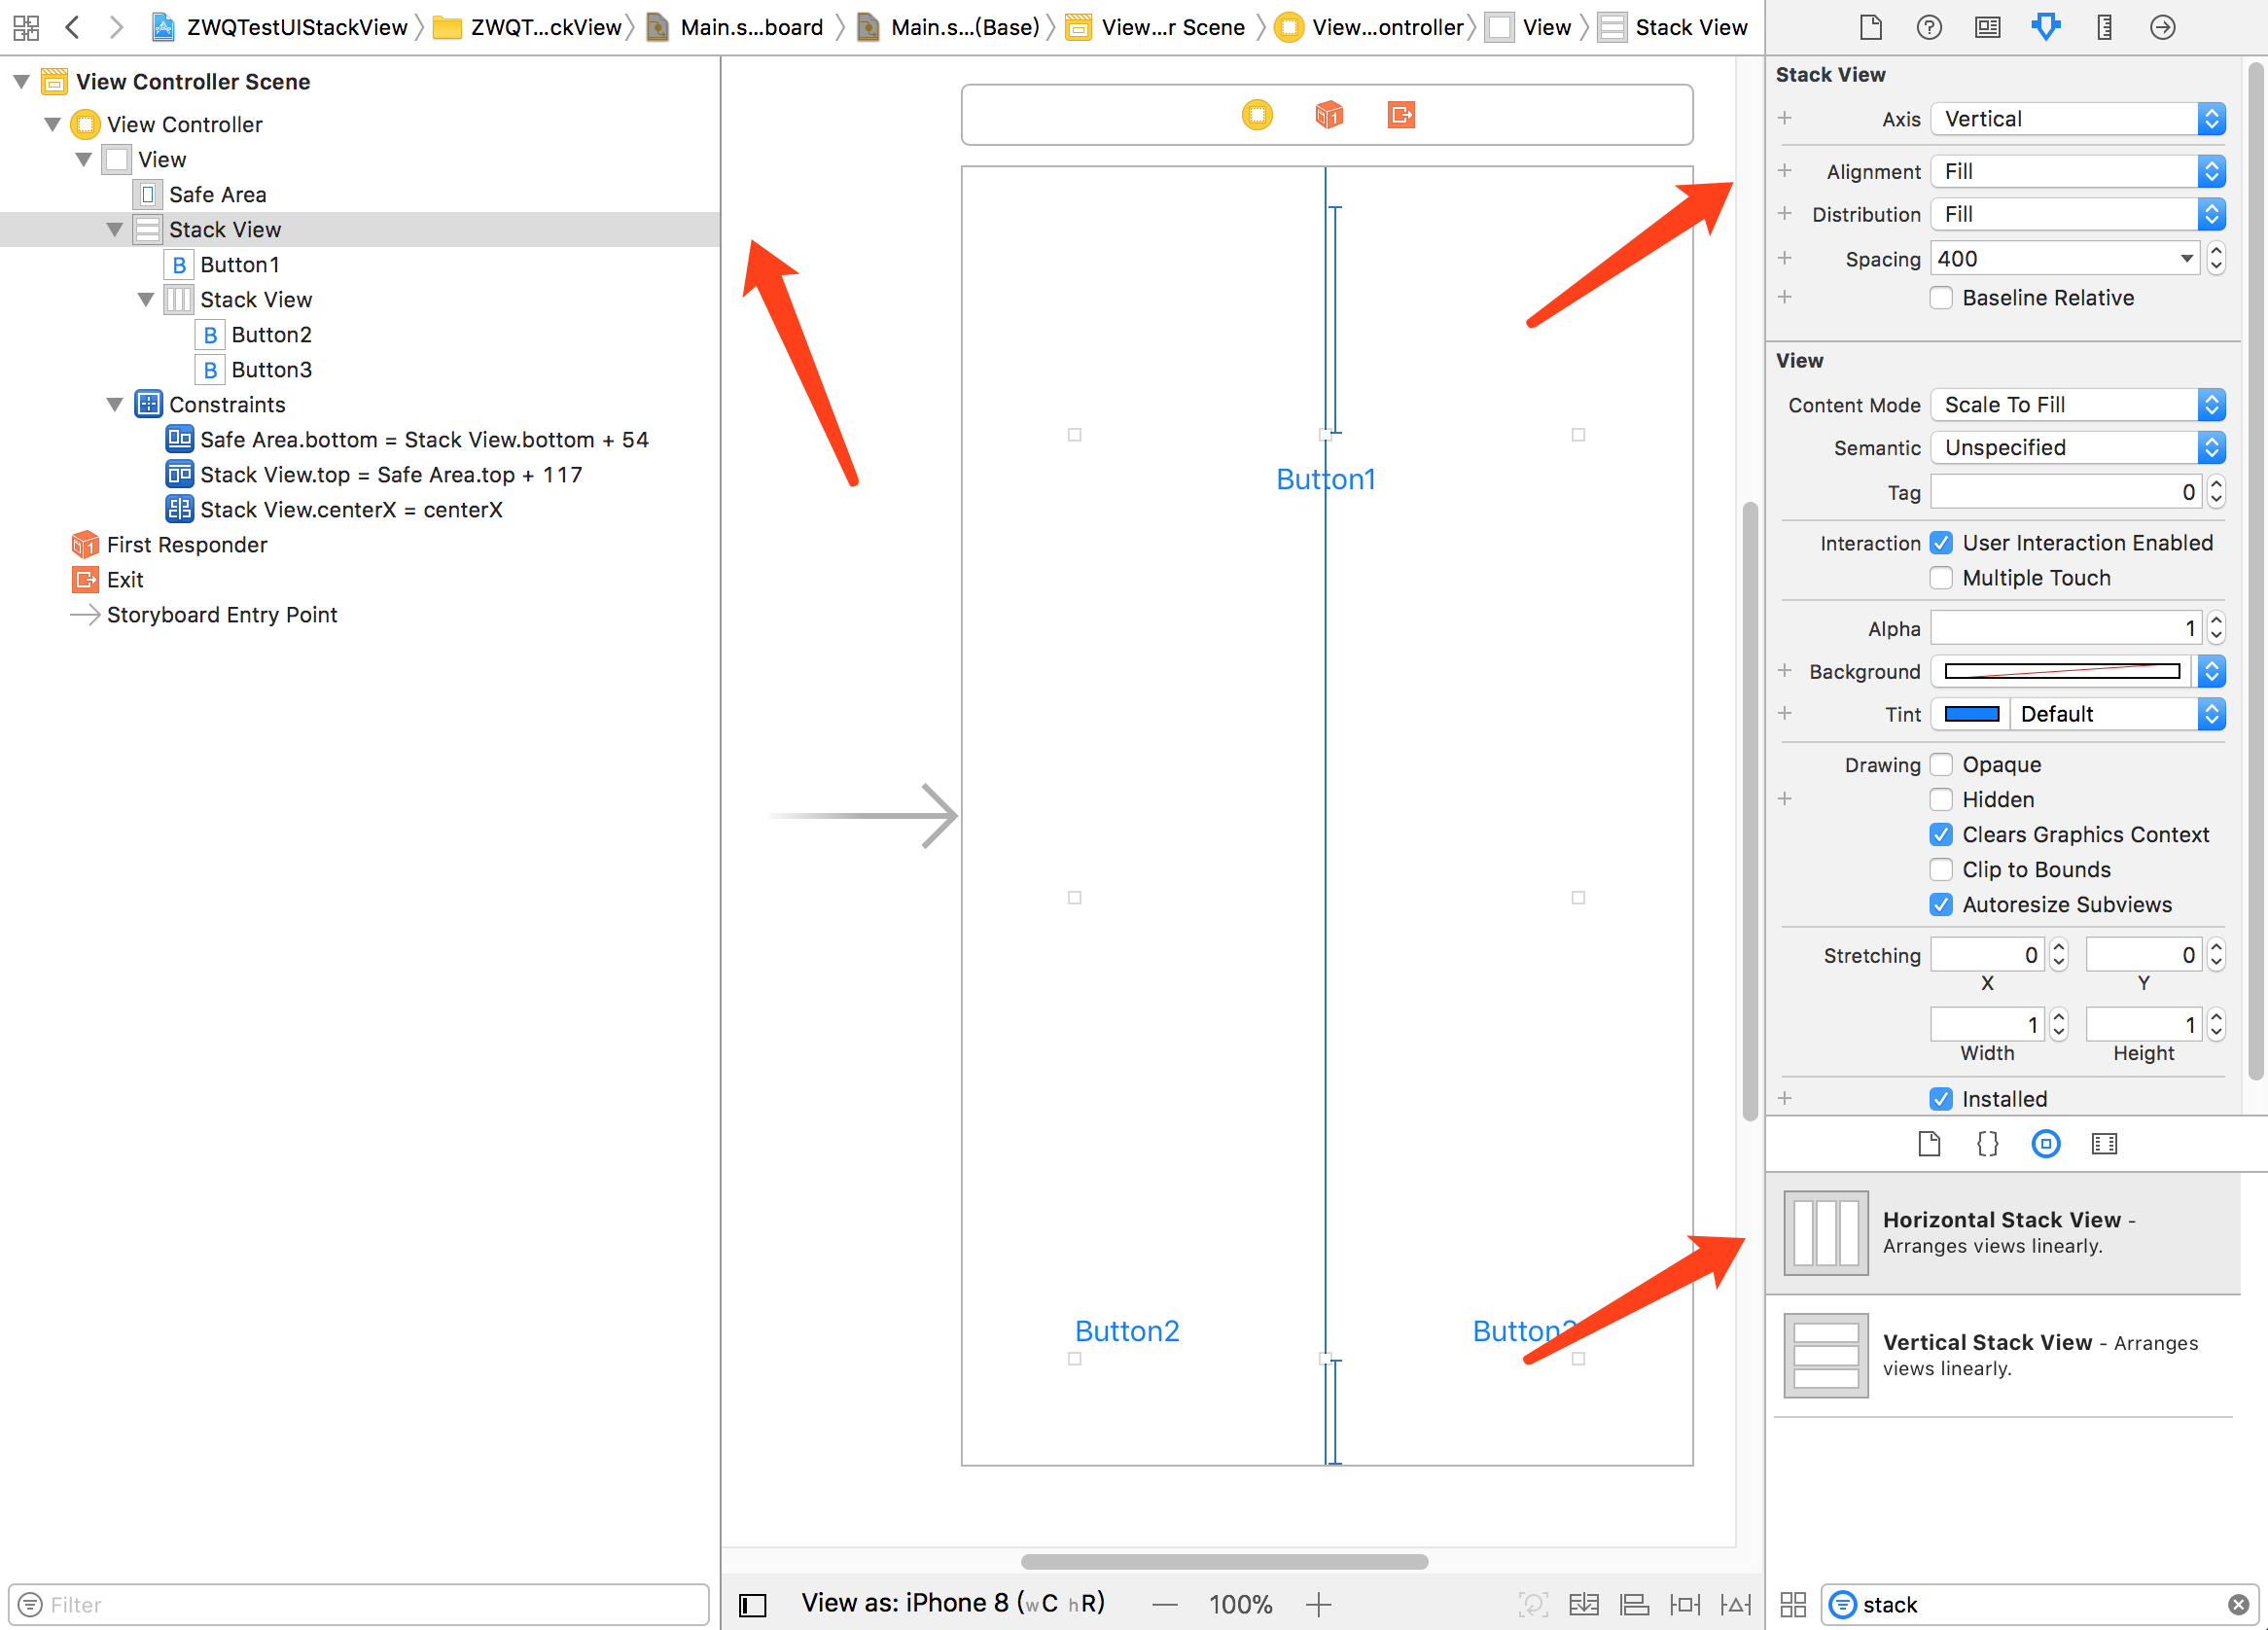 ZWQTestUIStackView
ZWQT...ckView
Main.s...board
Main.s...(Base)
View...r Scene
View...ontroller
View
Stack View
View Controller Scene
View Controller
View
Safe Area
Stack View
B Button1
Stack View
B Button2
B Button3
Constraints
Safe Area.bottom = Stack View.bottom + 54
Stack View.top = Safe Area.top + 117
Stack View.centerX = centerX
First Responder
Exit
Storyboard Entry Point
Filter
Button1
Button2
Button3
View as: iPhone 8 (wC hR)
— 100% +
Stack View
+ Axis Vertical
+ Alignment Fill
+ Distribution Fill
+ Spacing 400
+ Baseline Relative
View
Content Mode Scale To Fill
Semantic Unspecified
Tag 0
Interaction User Interaction Enabled
Multiple Touch
Alpha 1
+ Background
+ Tint Default
Drawing Opaque
+ Hidden
Clears Graphics Context
Clip to Bounds
Autoresize Subviews
Stretching 0 0
X Y
1 1
Width Height
+ Installed
{}
Horizontal Stack View -
Arranges views linearly.
Vertical Stack View - Arranges
views linearly.
stack